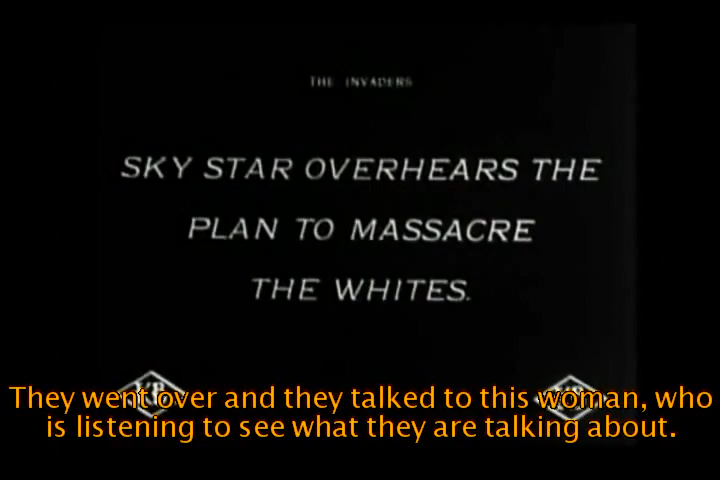 THE INVADERS
SKY STAR OVERHEARS THE
PLAN TO MASSACRE
THE WHITES.
They went over and they talked to this woman, who
is listening to see what they are talking about.